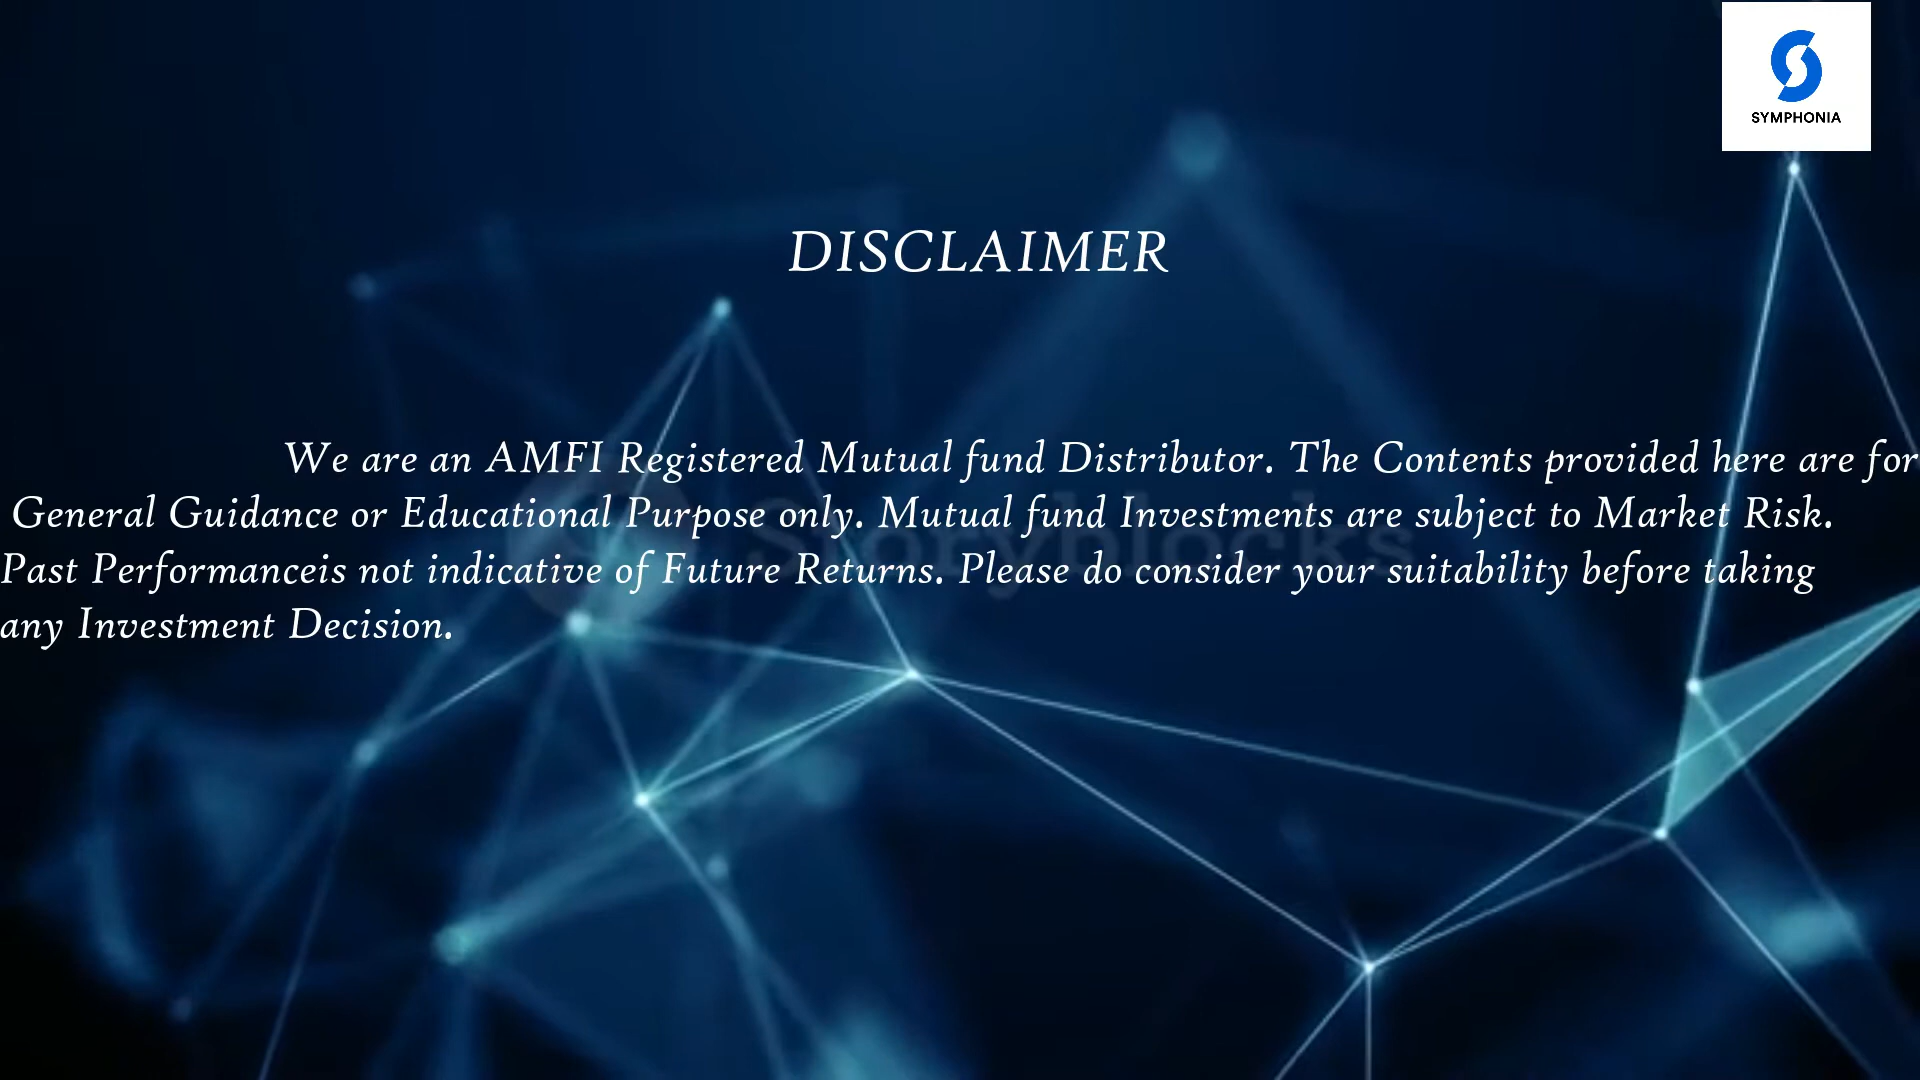 SYMPHONIA
DISCLAIMER
We are an AMFI Registered Mutual fund Distributor. The Contents provided here are for
General Guidance or Educational Purpose only. Mutual fund Investments are subject to Market Risk.
Past Performanceis not indicative of Future Returns. Please do consider your suitability before taking
any Investment Decision.
Storyblocks